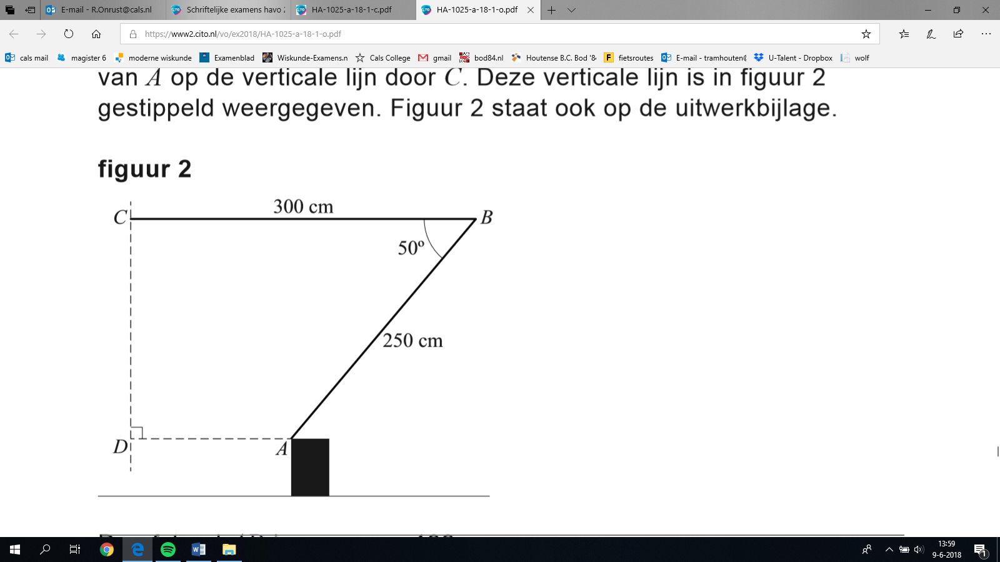 E-mail - R.Onrust@cals.nl
Schriftelijke examens havo 2
HA-1025-a-18-1-c.pdf
HA-1025-a-18-1-o.pdf
https://www2.cito.nl/vo/ex2018/HA-1025-a-18-1-o.pdf
cals mail magister 6 moderne wiskunde Examenblad Wiskunde-Examens.n Cals College gmail bod84.nl Houtense B.C. Bod '84 fietsroutes E-mail - tramhouten@ U-Talent - Dropbox wolf
van A op de verticale lijn door C. Deze verticale lijn is in figuur 2
gestippeld weergegeven. Figuur 2 staat ook op de uitwerkbijlage.
figuur 2
300 cm
C
B
50º
250 cm
D
A
13:59
9-6-2018
1